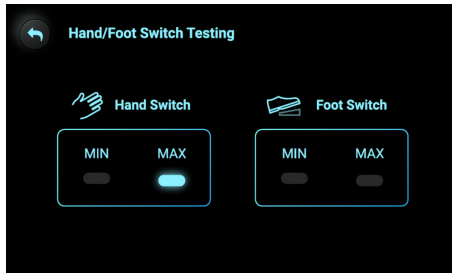 Hand/Foot Switch Testing
Hand Switch
MIN MAX
Foot Switch
MIN MAX